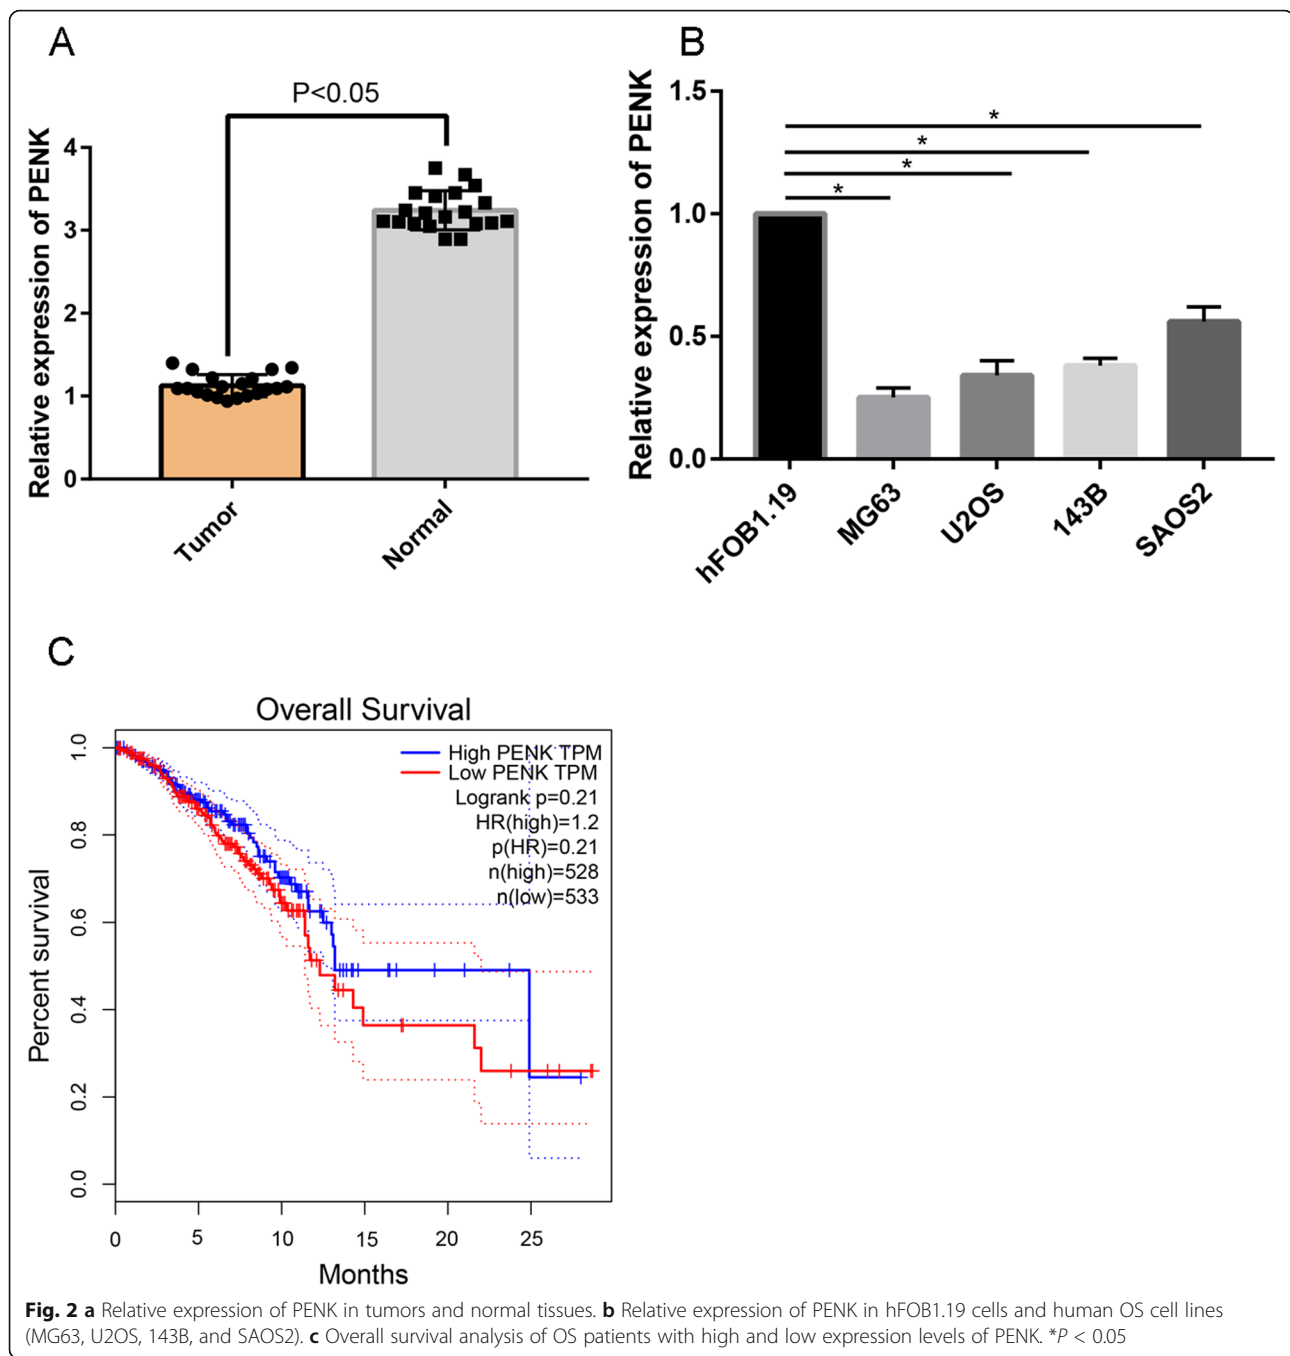 A
P<0.05
Relative expression of PENK
4
3
2
1
0
Tumor
Normal
B
Relative expression of PENK
1.5
1.0
0.5
0.0
*
*
*
*
hFOB1.19
MG63
U2OS
143B
SAOS2
C
Overall Survival
High PENK TPM
Low PENK TPM
Logrank p=0.21
HR(high)=1.2
p(HR)=0.21
n(high)=528
n(low)=533
Percent survival
1.0
0.8
0.6
0.4
0.2
0.0
0
5
10
15
20
25
Months
Fig. 2 a Relative expression of PENK in tumors and normal tissues. b Relative expression of PENK in hFOB1.19 cells and human OS cell lines
(MG63, U2OS, 143B, and SAOS2). c Overall survival analysis of OS patients with high and low expression levels of PENK. *P < 0.05